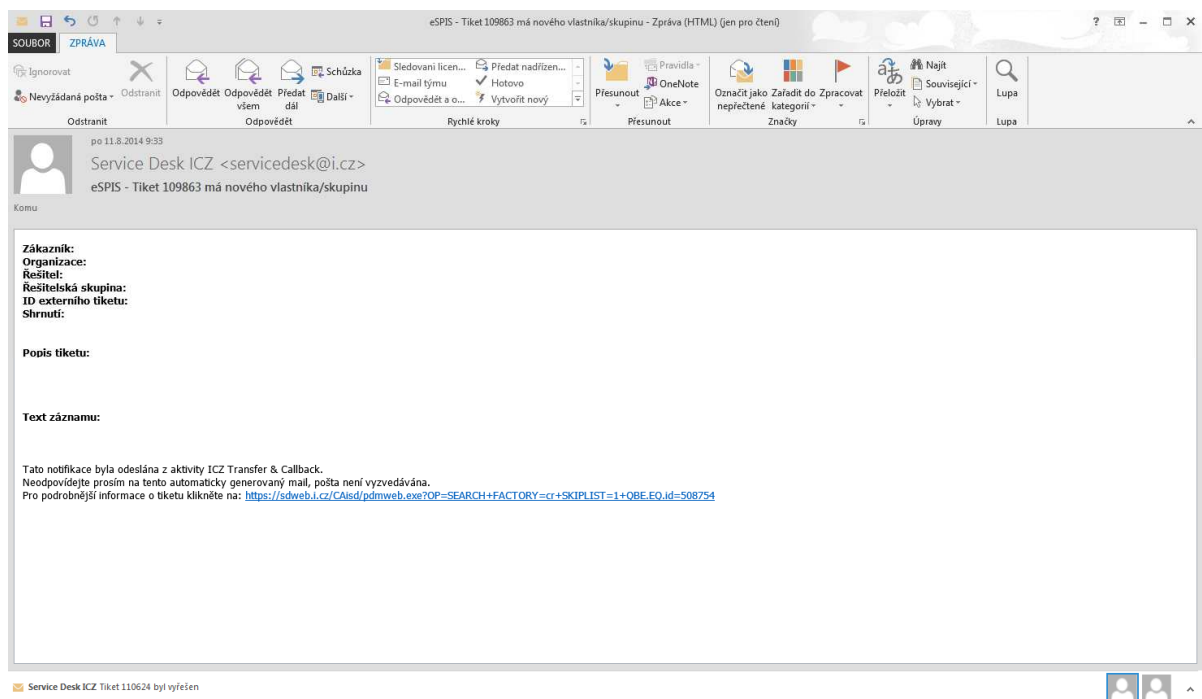 eSPIS - Tiket 109863 má nového vlastníka/skupinu - Zpráva (HTML) (jen pro čtení)
SOUBOR ZPRÁVA
Ignorovat
Nevyžádaná pošta
Odstranit
Odstranit
Odpovědět Odpovědět všem Předat dál
Schůzka
Další
Odpovědět
Sledovani licen... Předat nadřízen...
E-mail týmu Hotovo
Odpovědět a o... Vytvořit nový
Rychlé kroky
Přesunout
Pravidla
OneNote
Akce
Přesunout
Označit jako nepřečtené Zařadit do kategorií Zpracovat
Značky
Přeložit
Najít
Související
Vybrat
Úpravy
Lupa
Lupa
po 11.8.2014 9:33
Service Desk ICZ <servicedesk@i.cz>
eSPIS - Tiket 109863 má nového vlastníka/skupinu
Komu
Zákazník:
Organizace:
Řešitel:
Řešitelská skupina:
ID externího tiketu:
Shrnutí:
Popis tiketu:
Text záznamu:
Tato notifikace byla odeslána z aktivity ICZ Transfer & Callback.
Neodpovídejte prosím na tento automaticky generovaný mail, pošta není vyzvedávána.
Pro podrobnější informace o tiketu klikněte na: https://sdweb.i.cz/CAisd/pdmweb.exe?OP=SEARCH+FACTORY=cr+SKIPLIST=1+QBE.EQ.id=508754
Service Desk ICZ Tiket 110624 byl vyřešen